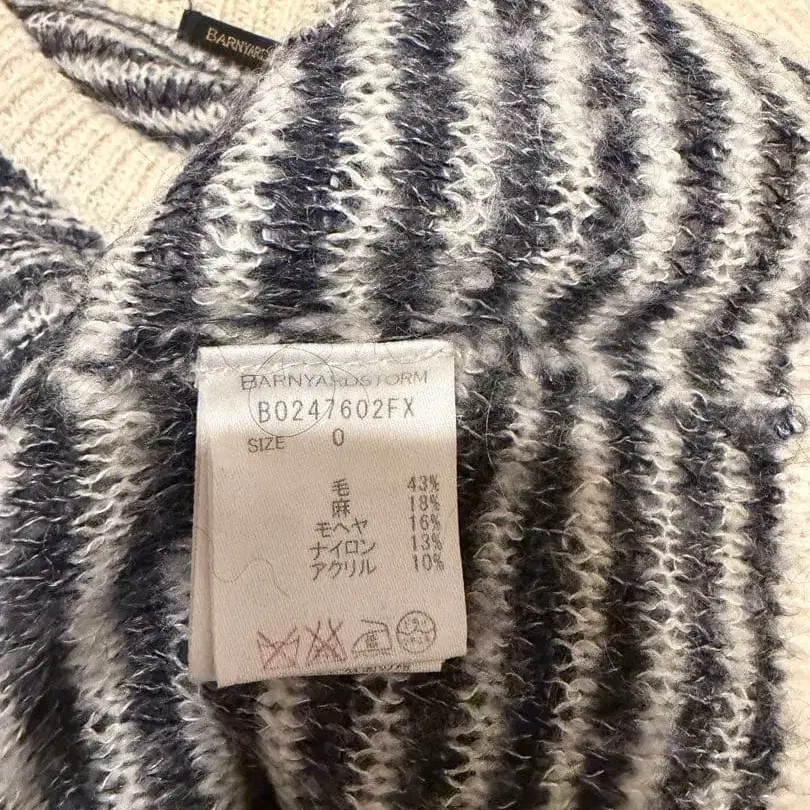 BARNYARDS
BARNYARDSTORM
B0247602FX
SIZE 0
毛 43%
麻 18%
モヘヤ 16%
ナイロン 13%
アクリル 10%